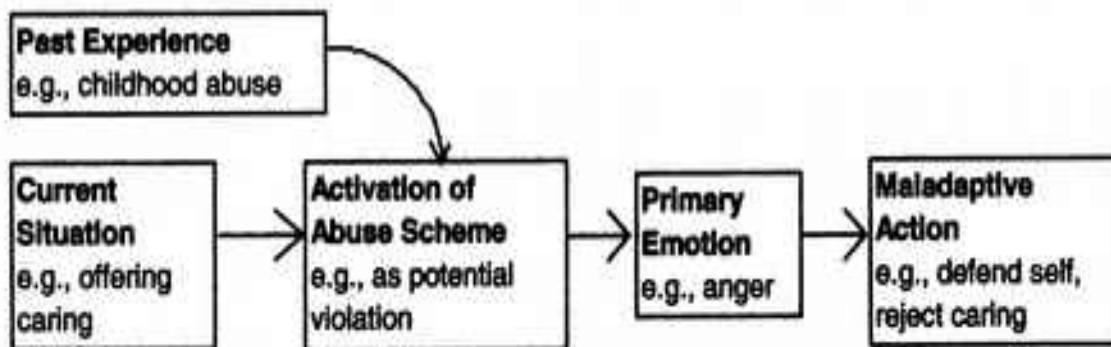 Past Experience
e.g., childhood abuse
Current
Situation
e.g., offering
caring
Activation of
Abuse Scheme
e.g., as potential
violation
Primary
Emotion
e.g., anger
Maladaptive
Action
e.g., defend self,
reject caring